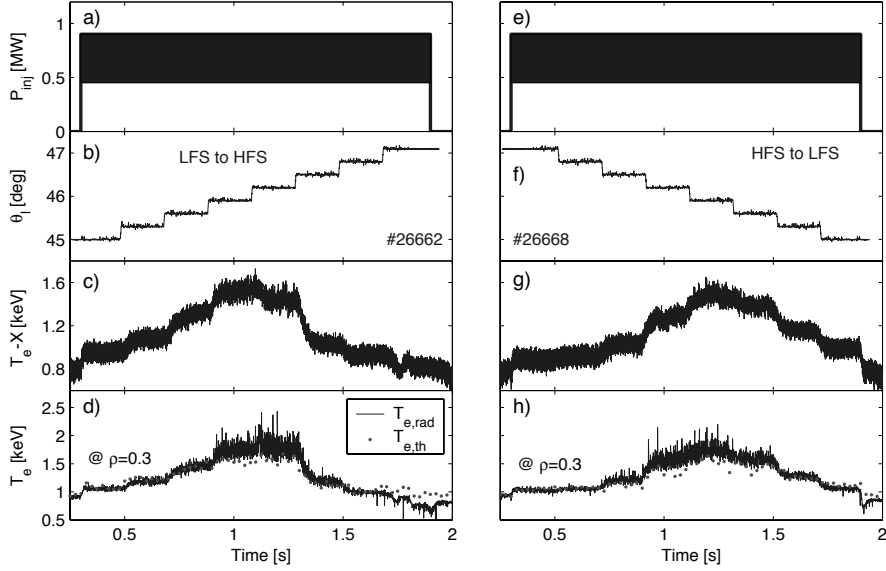 a)
P_inj [MW]
1
0.5
0
b)
LFS to HFS
θ_l [deg]
47
46
45
#26662
c)
T_e-X [keV]
1.6
1.2
0.8
d)
T_e [keV]
2.5
2
1.5
1
0.5
T_e,rad
T_e,th
@ ρ=0.3
0.5
1
1.5
2
Time [s]
e)
HFS to LFS
f)
#26668
g)
h)
@ ρ=0.3
0.5
1
1.5
2
Time [s]